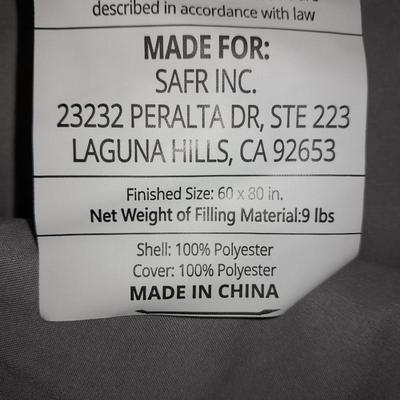 described in accordance with law
MADE FOR:
SAFR INC.
23232 PERALTA DR, STE 223
LAGUNA HILLS, CA 92653
Finished Size: 60 x 80 in.
Net Weight of Filling Material:9 lbs
Shell: 100% Polyester
Cover: 100% Polyester
MADE IN CHINA